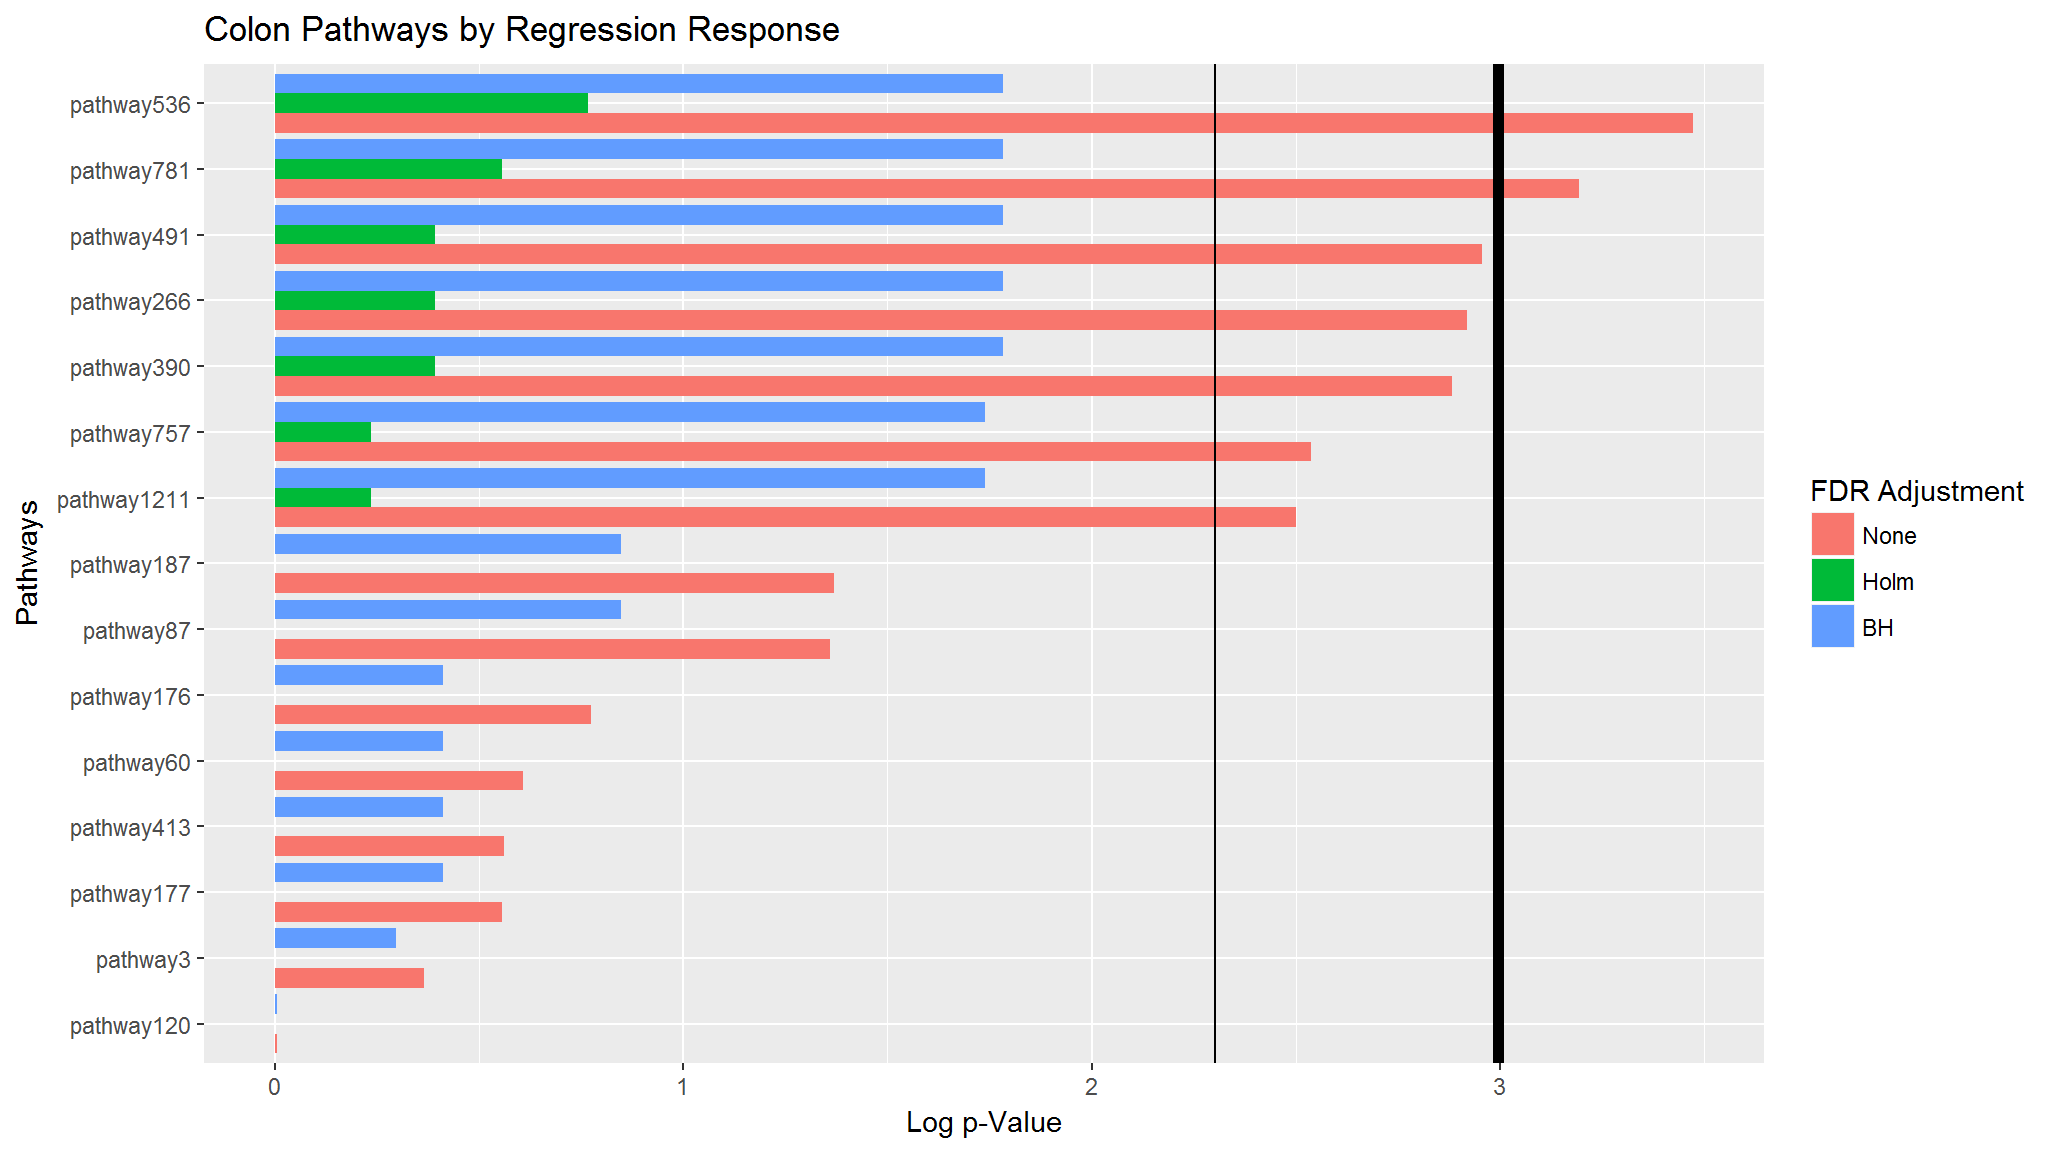 Colon Pathways by Regression Response
Pathways
pathway536
pathway781
pathway491
pathway266
pathway390
pathway757
pathway1211
pathway187
pathway87
pathway176
pathway60
pathway413
pathway177
pathway3
pathway120
0
1
2
3
Log p-Value
FDR Adjustment
None
Holm
BH